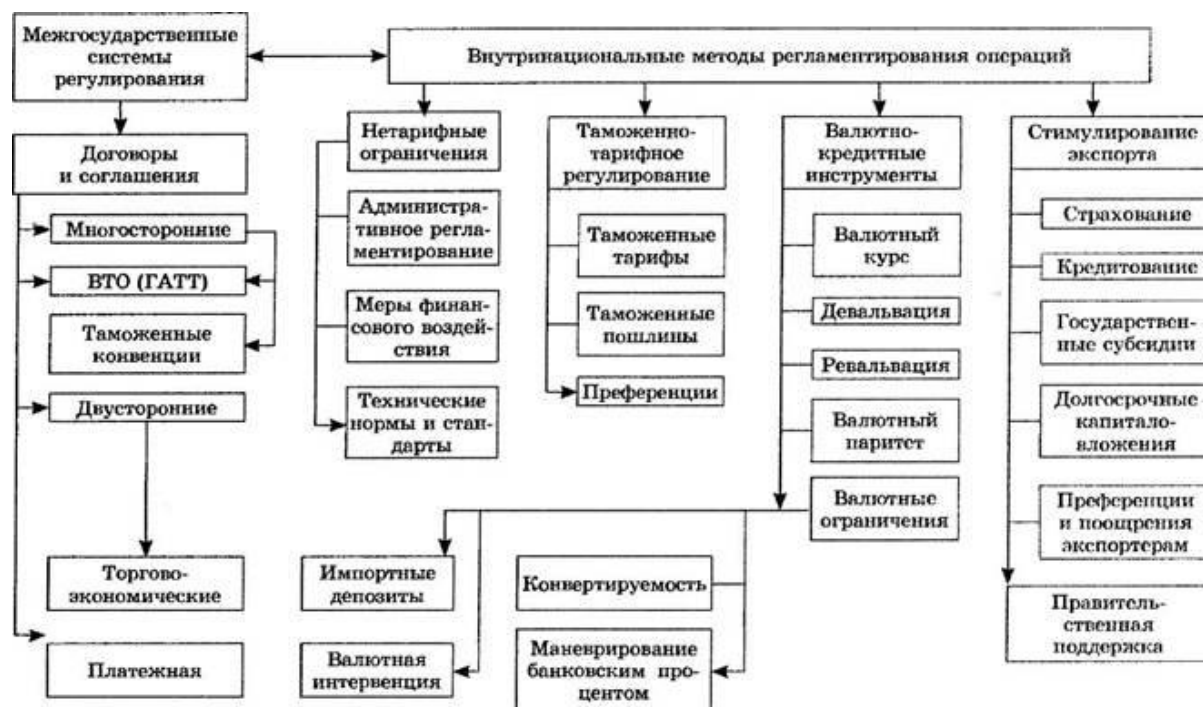 Межгосударственные
системы
регулирования
Внутринациональные методы регламентирования операций
Договоры
и соглашения
Многосторонние
ВТО (ГАТТ)
Таможенные
конвенции
Двусторонние
Торгово-
экономические
Платежная
Нетарифные
ограничения
Административное регла-
ментирование
Меры финан-
сового воздей-
ствия
Технические
нормы и стан-
дарты
Таможенно-
тарифное
регулирование
Таможенные
тарифы
Таможенные
пошлины
Преференции
Валютно-
кредитные
инструменты
Валютный
курс
Девальвация
Ревальвация
Валютный
паритет
Валютные
ограничения
Импортные
депозиты
Валютная
интервенция
Конвертируемость
Маневрирование
банковским про-
центом
Стимулирование
экспорта
Страхование
Кредитование
Государствен-
ные субсидии
Долгосрочные
капитало-
вложения
Преференции
и поощрения
экспортерам
Правитель-
ственная
поддержка